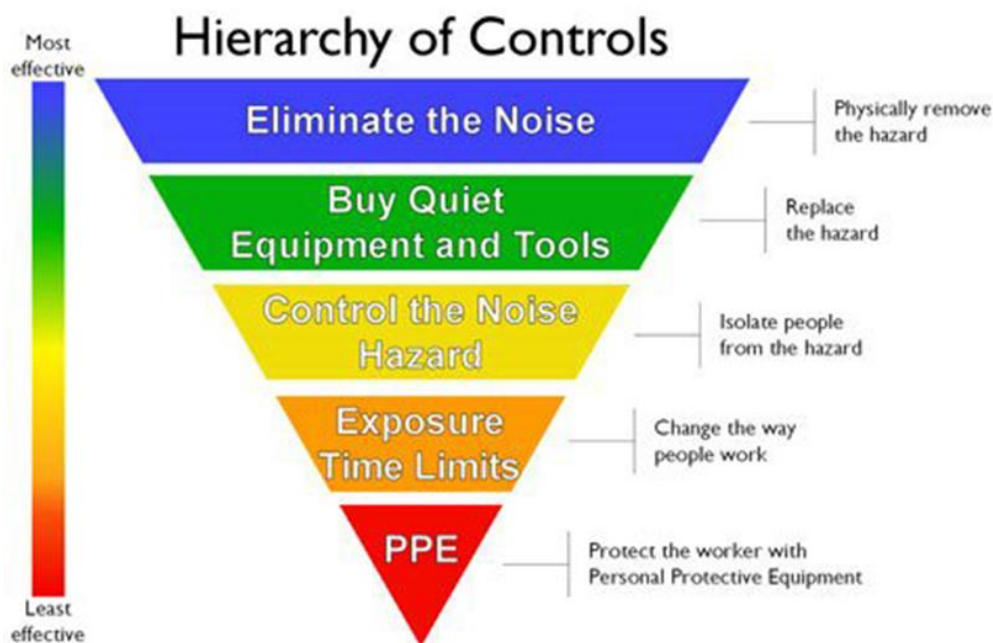 Hierarchy of Controls
Most
effective
Eliminate the Noise
Physically remove
the hazard
Buy Quiet
Equipment and Tools
Replace
the hazard
Control the Noise
Hazard
Isolate people
from the hazard
Exposure
Time Limits
Change the way
people work
PPE
Protect the worker with
Personal Protective Equipment
Least
effective